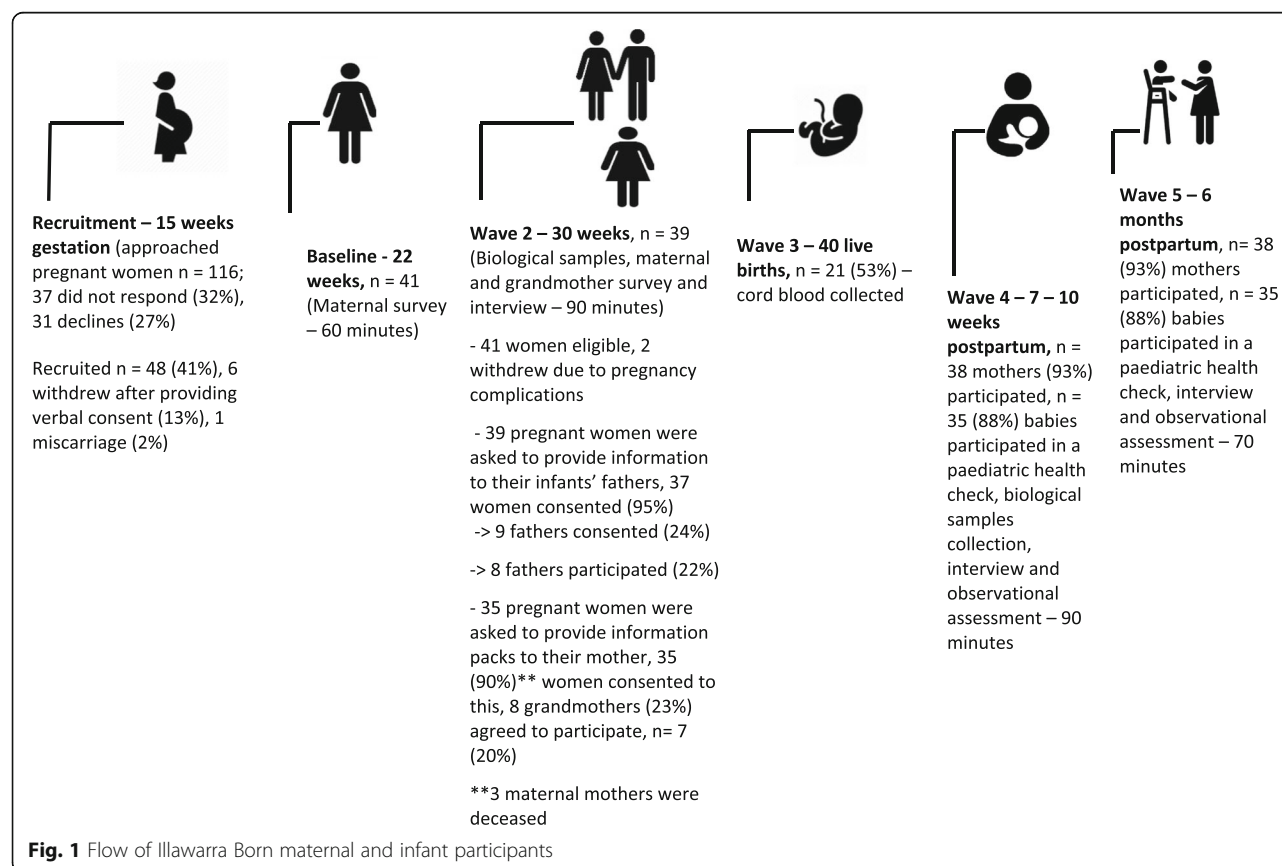 Recruitment – 15 weeks
gestation (approached
pregnant women n = 116;
37 did not respond (32%),
31 declines (27%)
Recruited n = 48 (41%), 6
withdrew after providing
verbal consent (13%), 1
miscarriage (2%)
Baseline - 22
weeks, n = 41
(Maternal survey
– 60 minutes)
Wave 2 – 30 weeks, n = 39
(Biological samples, maternal
and grandmother survey and
interview – 90 minutes)
- 41 women eligible, 2
withdrew due to pregnancy
complications
- 39 pregnant women were
asked to provide information
to their infants’ fathers, 37
women consented (95%)
-> 9 fathers consented (24%)
-> 8 fathers participated (22%)
- 35 pregnant women were
asked to provide information
packs to their mother, 35
(90%)** women consented to
this, 8 grandmothers (23%)
agreed to participate, n= 7
(20%)
**3 maternal mothers were
deceased
Wave 3 – 40 live
births, n = 21 (53%) –
cord blood collected
Wave 4 – 7 – 10
weeks
postpartum, n =
38 mothers (93%)
participated, n =
35 (88%) babies
participated in a
paediatric health
check, biological
samples
collection,
interview and
observational
assessment – 90
minutes
Wave 5 – 6
months
postpartum, n= 38
(93%) mothers
participated, n = 35
(88%) babies
participated in a
paediatric health
check, interview
and observational
assessment – 70
minutes
Fig. 1 Flow of Illawarra Born maternal and infant participants